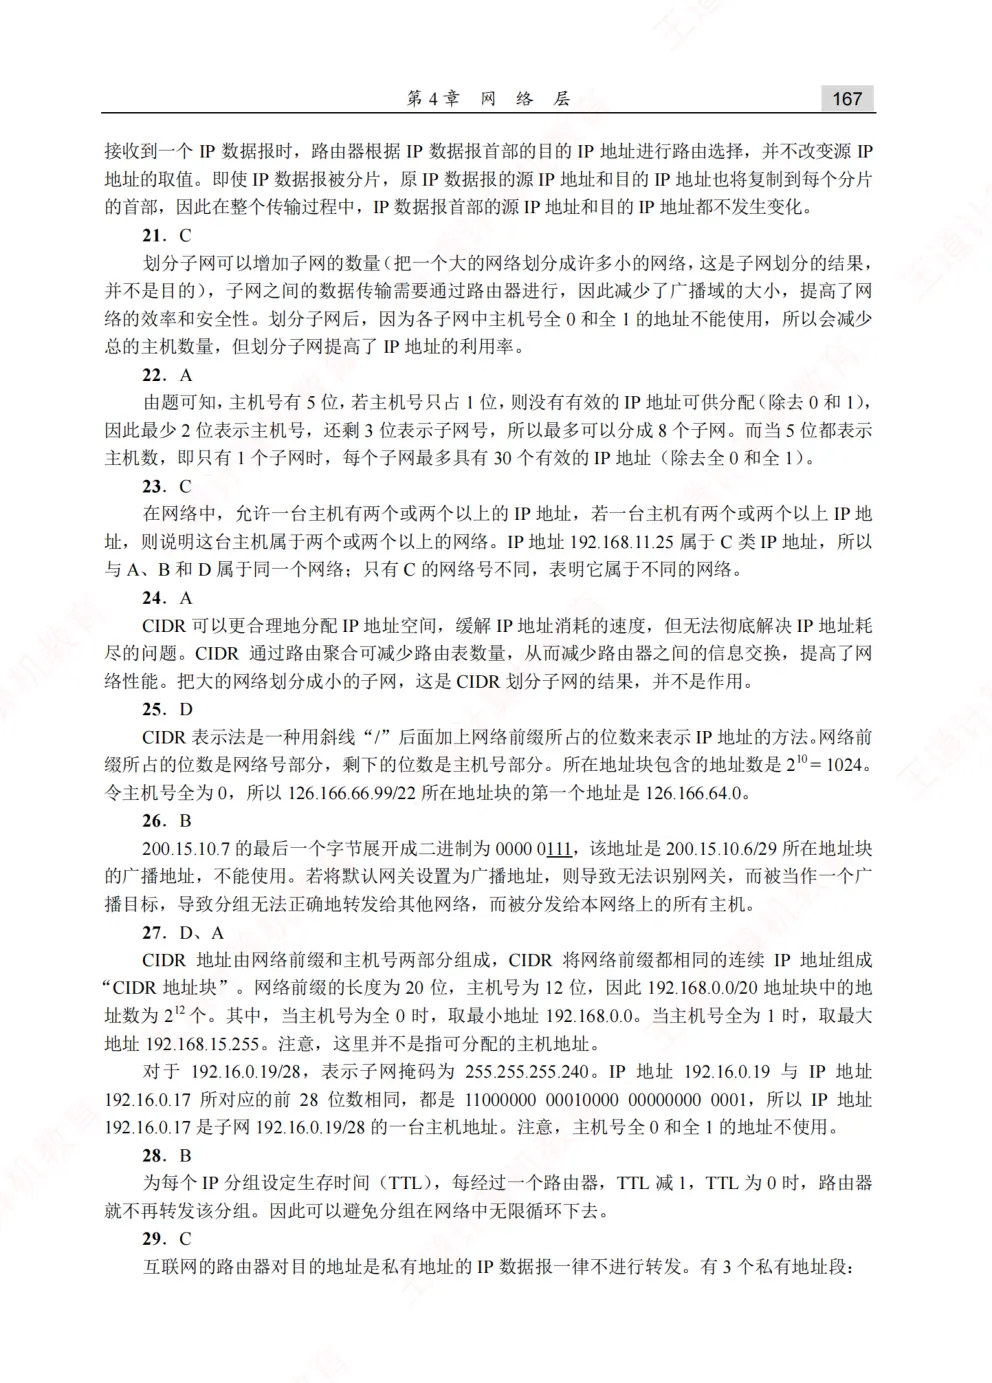 第 4 章 网 络 层 167
接收到一个 IP 数据报时，路由器根据 IP 数据报首部的目的 IP 地址进行路由选择，并不改变源 IP
地址的取值。即使 IP 数据报被分片，原 IP 数据报的源 IP 地址和目的 IP 地址也将复制到每个分片
的首部，因此在整个传输过程中，IP 数据报首部的源 IP 地址和目的 IP 地址都不发生变化。
21．C
划分子网可以增加子网的数量（把一个大的网络划分成许多小的网络，这是子网划分的结果，
并不是目的），子网之间的数据传输需要通过路由器进行，因此减少了广播域的大小，提高了网
络的效率和安全性。划分子网后，因为各子网中主机号全 0 和全 1 的地址不能使用，所以会减少
总的主机数量，但划分子网提高了 IP 地址的利用率。
22．A
由题可知，主机号有 5 位，若主机号只占 1 位，则没有有效的 IP 地址可供分配（除去 0 和 1），
因此最少 2 位表示主机号，还剩 3 位表示子网号，所以最多可以分成 8 个子网。而当 5 位都表示
主机数，即只有 1 个子网时，每个子网最多具有 30 个有效的 IP 地址（除去全 0 和全 1）。
23．C
在网络中，允许一台主机有两个或两个以上的 IP 地址，若一台主机有两个或两个以上 IP 地
址，则说明这台主机属于两个或两个以上的网络。IP 地址 192.168.11.25 属于 C 类 IP 地址，所以
与 A、B 和 D 属于同一个网络；只有 C 的网络号不同，表明它属于不同的网络。
24．A
CIDR 可以更合理地分配 IP 地址空间，缓解 IP 地址消耗的速度，但无法彻底解决 IP 地址耗
尽的问题。CIDR 通过路由聚合可减少路由表数量，从而减少路由器之间的信息交换，提高了网
络性能。把大的网络划分成小的子网，这是 CIDR 划分子网的结果，并不是作用。
25．D
CIDR 表示法是一种用斜线“/”后面加上网络前缀所占的位数来表示 IP 地址的方法。网络前
缀所占的位数是网络号部分，剩下的位数是主机号部分。所在地址块包含的地址数是 2¹⁰ = 1024。
令主机号全为 0，所以 126.166.66.99/22 所在地址块的第一个地址是 126.166.64.0。
26．B
200.15.10.7 的最后一个字节展开成二进制为 0000 0111，该地址是 200.15.10.6/29 所在地址块
的广播地址，不能使用。若将默认网关设置为广播地址，则导致无法识别网关，而被当作一个广
播目标，导致分组无法正确地转发给其他网络，而被分发给本网络上的所有主机。
27．D、A
CIDR 地址由网络前缀和主机号两部分组成，CIDR 将网络前缀都相同的连续 IP 地址组成
“CIDR 地址块”。网络前缀的长度为 20 位，主机号为 12 位，因此 192.168.0.0/20 地址块中的地
址数为 2¹² 个。其中，当主机号为全 0 时，取最小地址 192.168.0.0。当主机号全为 1 时，取最大
地址 192.168.15.255。注意，这里并不是指可分配的主机地址。
对于 192.16.0.19/28，表示子网掩码为 255.255.255.240。IP 地址 192.16.0.19 与 IP 地址
192.16.0.17 所对应的前 28 位数相同，都是 11000000 00010000 00000000 0001，所以 IP 地址
192.16.0.17 是子网 192.16.0.19/28 的一台主机地址。注意，主机号全 0 和全 1 的地址不使用。
28．B
为每个 IP 分组设定生存时间（TTL），每经过一个路由器，TTL 减 1，TTL 为 0 时，路由器
就不再转发该分组。因此可以避免分组在网络中无限循环下去。
29．C
互联网的路由器对目的地址是私有地址的 IP 数据报一律不进行转发。有 3 个私有地址段：